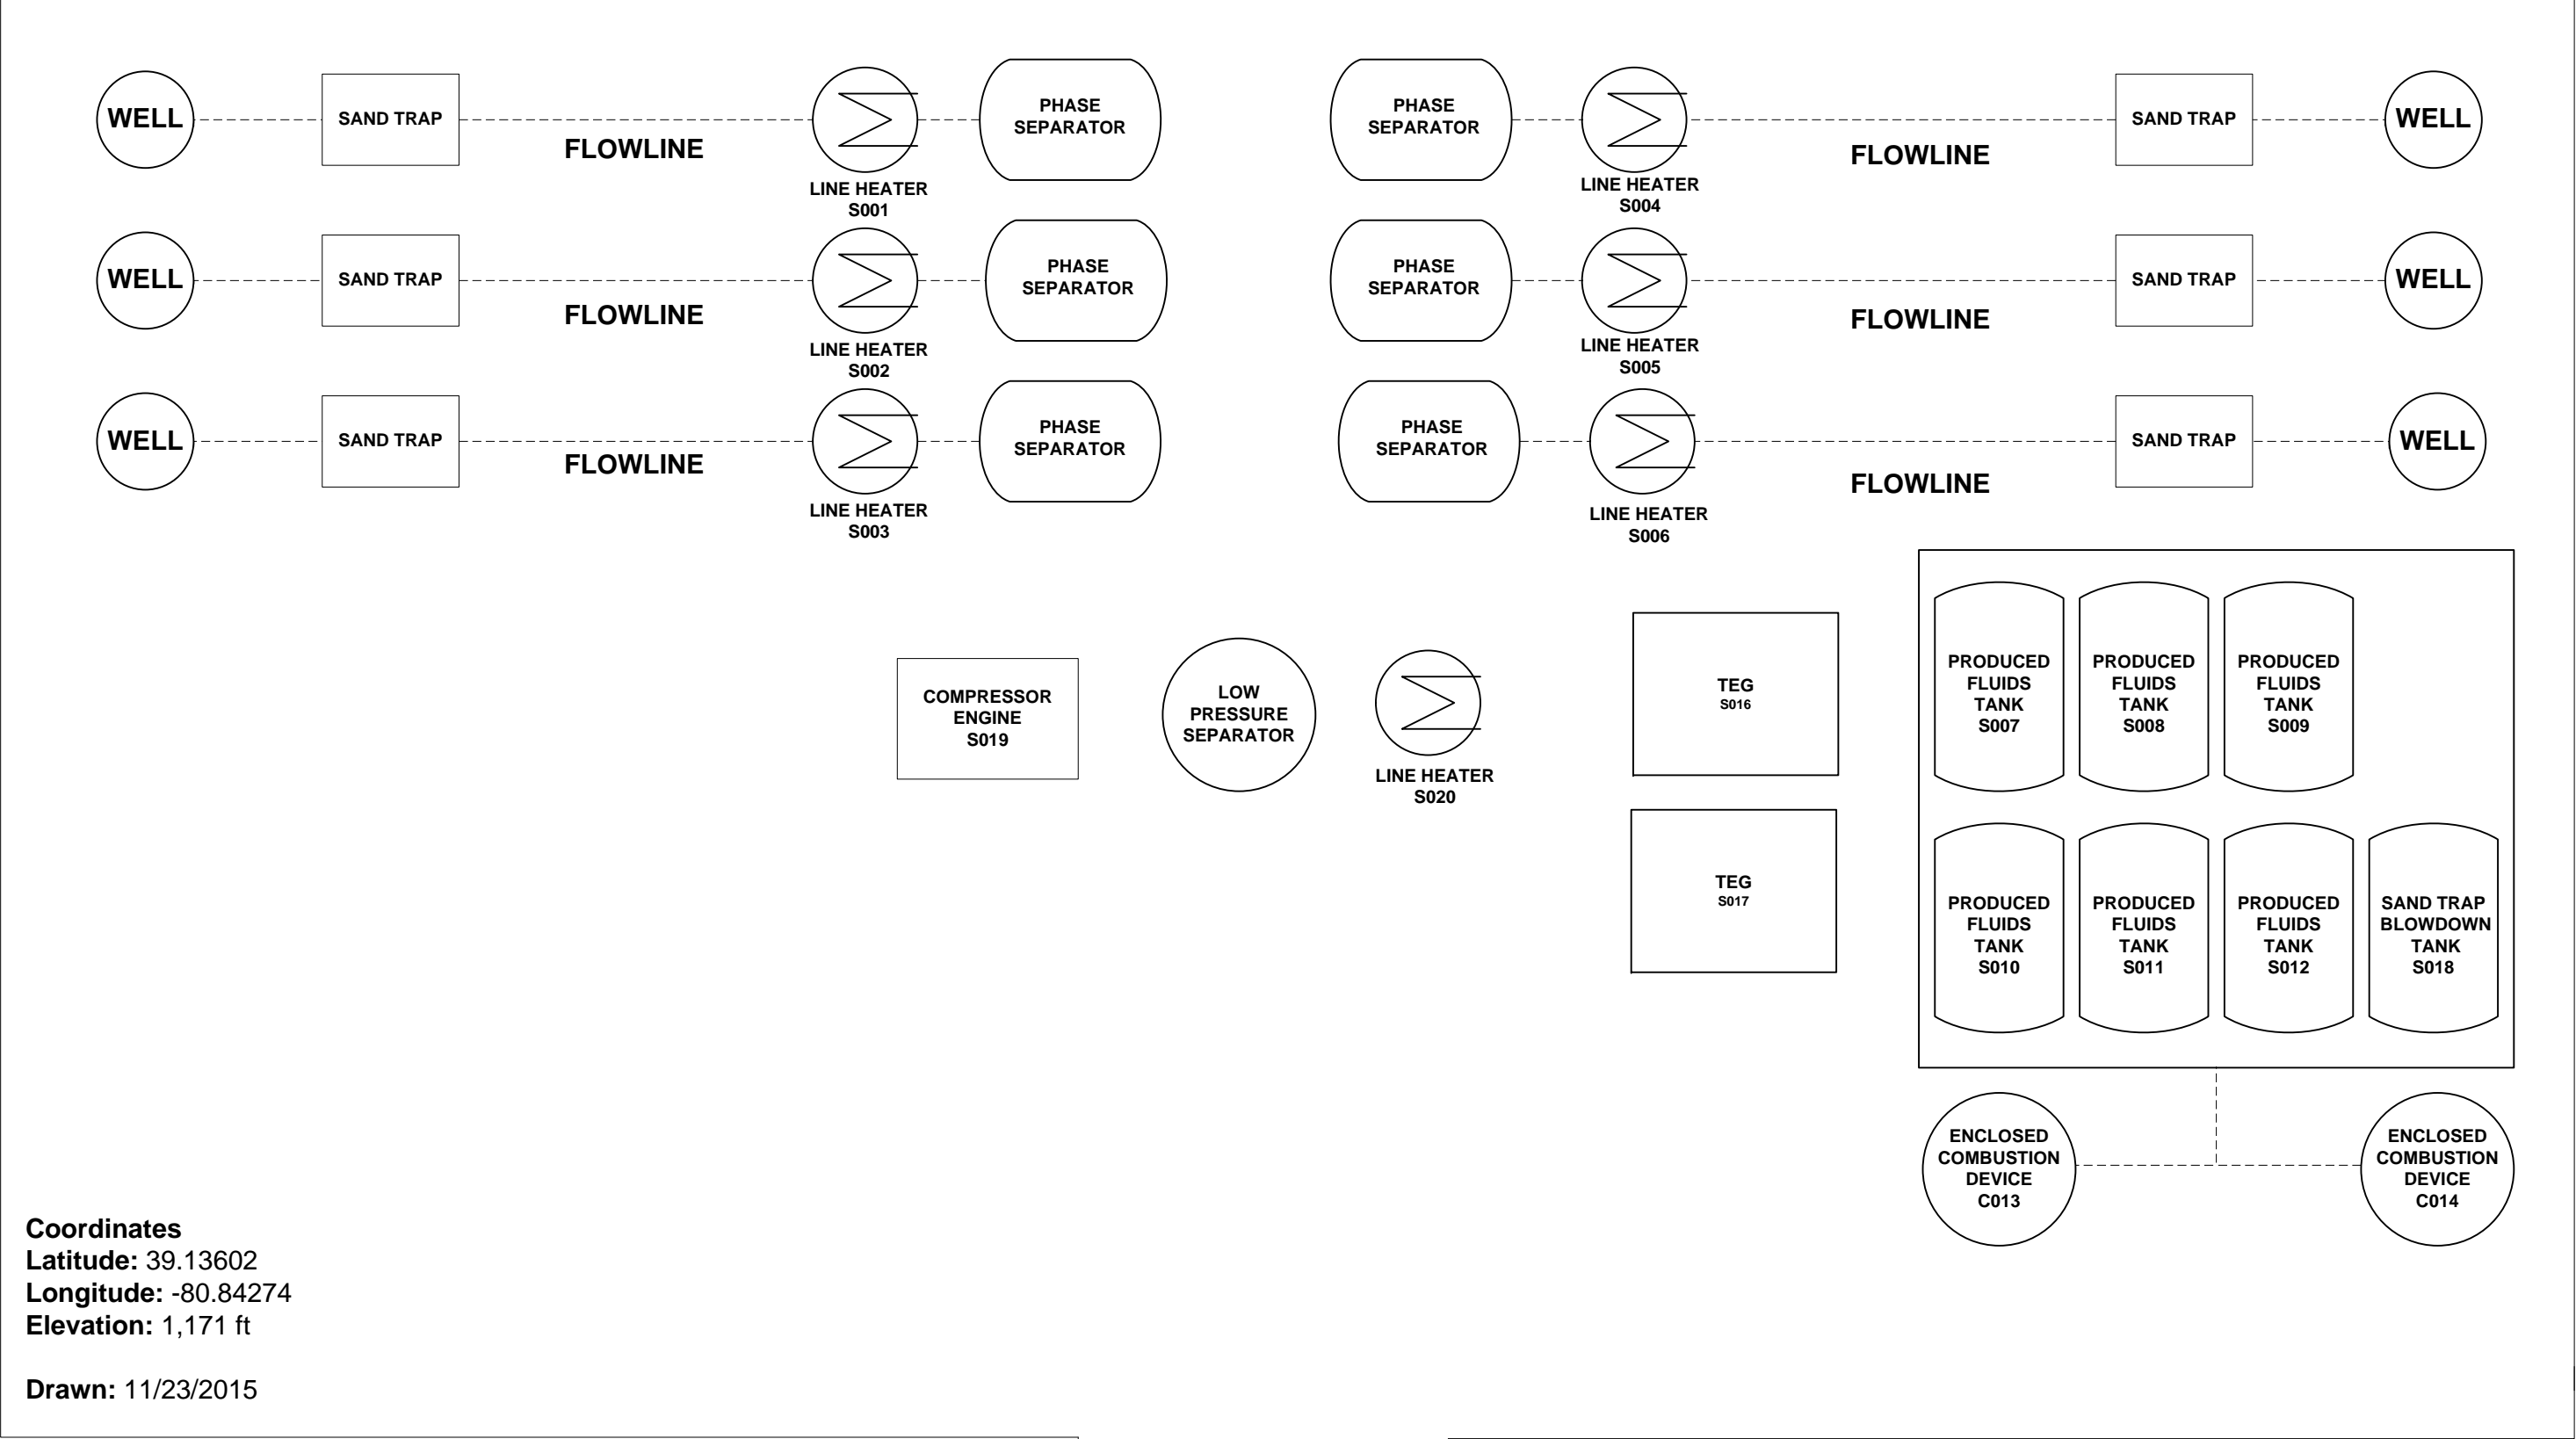 WELL
SAND TRAP
FLOWLINE
LINE HEATER
S001
PHASE
SEPARATOR
PHASE
SEPARATOR
LINE HEATER
S004
FLOWLINE
SAND TRAP
WELL
WELL
SAND TRAP
FLOWLINE
LINE HEATER
S002
PHASE
SEPARATOR
PHASE
SEPARATOR
LINE HEATER
S005
FLOWLINE
SAND TRAP
WELL
WELL
SAND TRAP
FLOWLINE
LINE HEATER
S003
PHASE
SEPARATOR
PHASE
SEPARATOR
LINE HEATER
S006
FLOWLINE
SAND TRAP
WELL
COMPRESSOR
ENGINE
S019
LOW
PRESSURE
SEPARATOR
LINE HEATER
S020
TEG
S016
TEG
S017
PRODUCED
FLUIDS
TANK
S007
PRODUCED
FLUIDS
TANK
S008
PRODUCED
FLUIDS
TANK
S009
PRODUCED
FLUIDS
TANK
S010
PRODUCED
FLUIDS
TANK
S011
PRODUCED
FLUIDS
TANK
S012
SAND TRAP
BLOWDOWN
TANK
S018
ENCLOSED
COMBUSTION
DEVICE
C013
ENCLOSED
COMBUSTION
DEVICE
C014
Coordinates
Latitude: 39.13602
Longitude: -80.84274
Elevation: 1,171 ft
Drawn: 11/23/2015